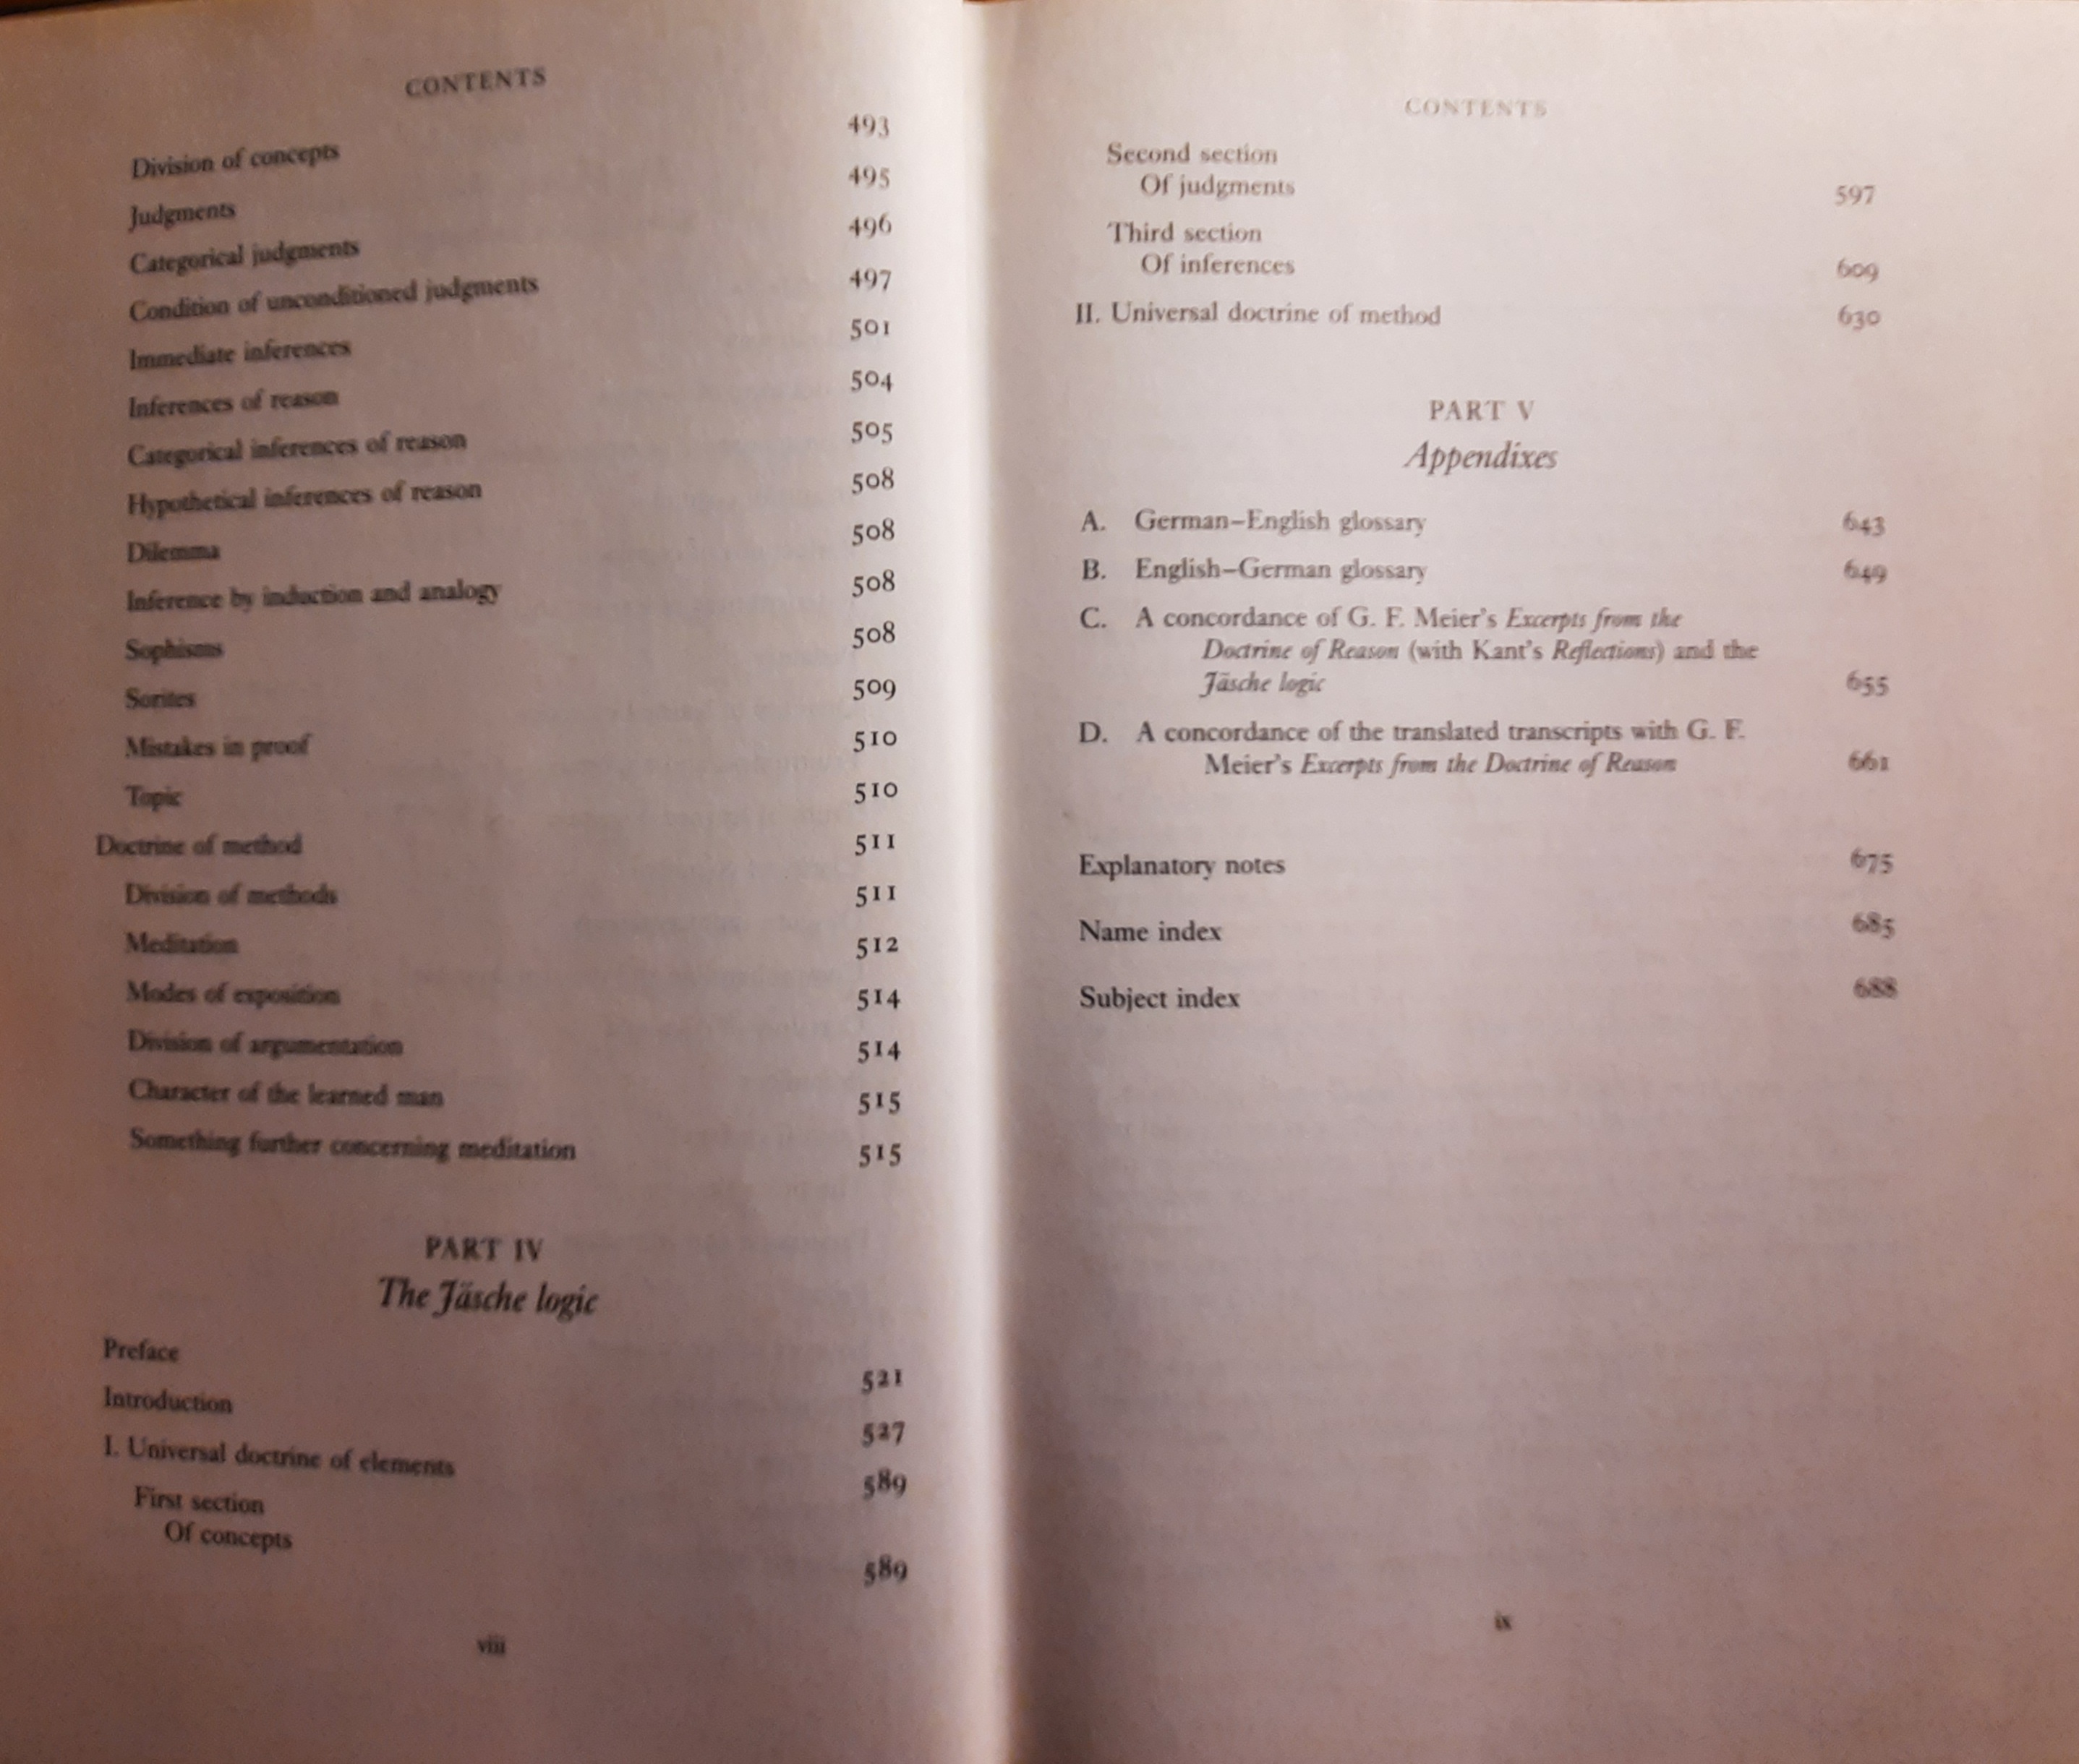 CONTENTS
Division of concepts 493
Judgments 495
Categorical judgments 496
Condition of unconditioned judgments 497
Immediate inferences 501
Inferences of reason 504
Categorical inferences of reason 505
Hypothetical inferences of reason 508
Dilemma 508
Inference by induction and analogy 508
Sophisms 508
Sorites 509
Mistakes in proof 510
Topic 510
Doctrine of method 511
Division of methods 511
Meditation 512
Modes of exposition 514
Division of argumentation 514
Character of the learned man 515
Something further concerning meditation 515
PART IV
The Jäsche logic
Preface 521
Introduction 527
I. Universal doctrine of elements 589
First section
Of concepts 589
viii
CONTENTS
Second section
Of judgments 597
Third section
Of inferences 609
II. Universal doctrine of method 630
PART V
Appendixes
A. German–English glossary 643
B. English–German glossary 649
C. A concordance of G. F. Meier's Excerpts from the
Doctrine of Reason (with Kant's Reflections) and the
Jäsche logic 655
D. A concordance of the translated transcripts with G. F.
Meier's Excerpts from the Doctrine of Reason 661
Explanatory notes 675
Name index 685
Subject index 688
ix